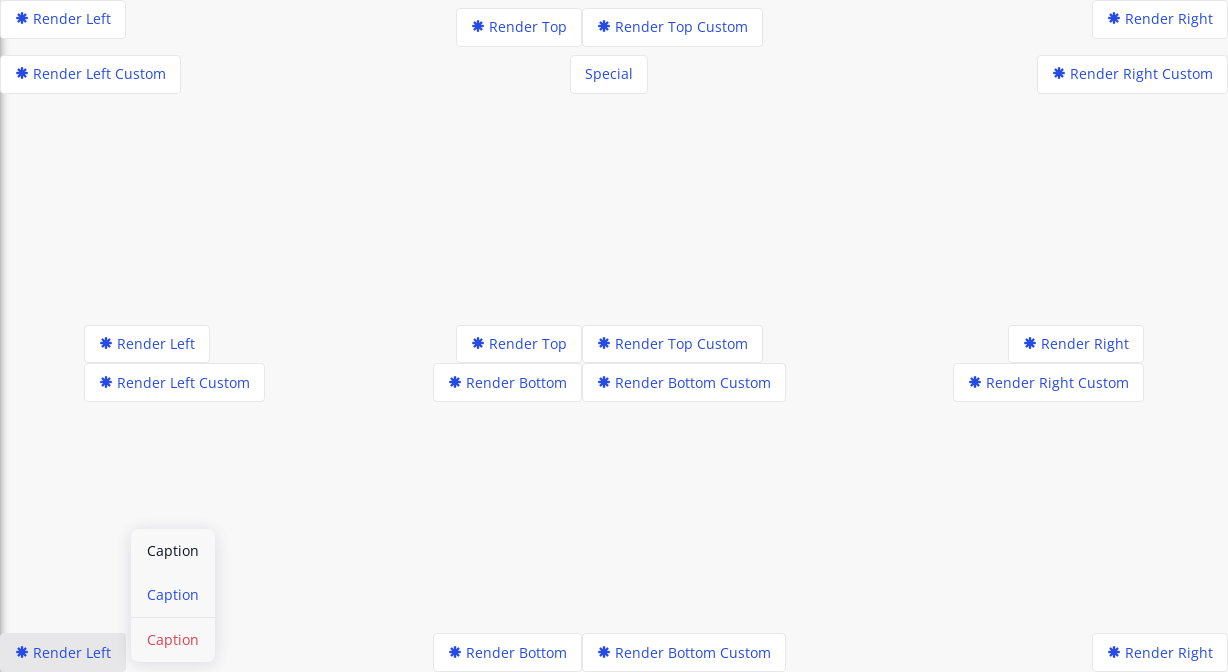 Render Left
Render Top
Render Top Custom
Render Right
Render Left Custom
Special
Render Right Custom
Render Left
Render Top
Render Top Custom
Render Right
Render Left Custom
Render Bottom
Render Bottom Custom
Render Right Custom
Caption
Caption
Caption
Render Left
Render Bottom
Render Bottom Custom
Render Right